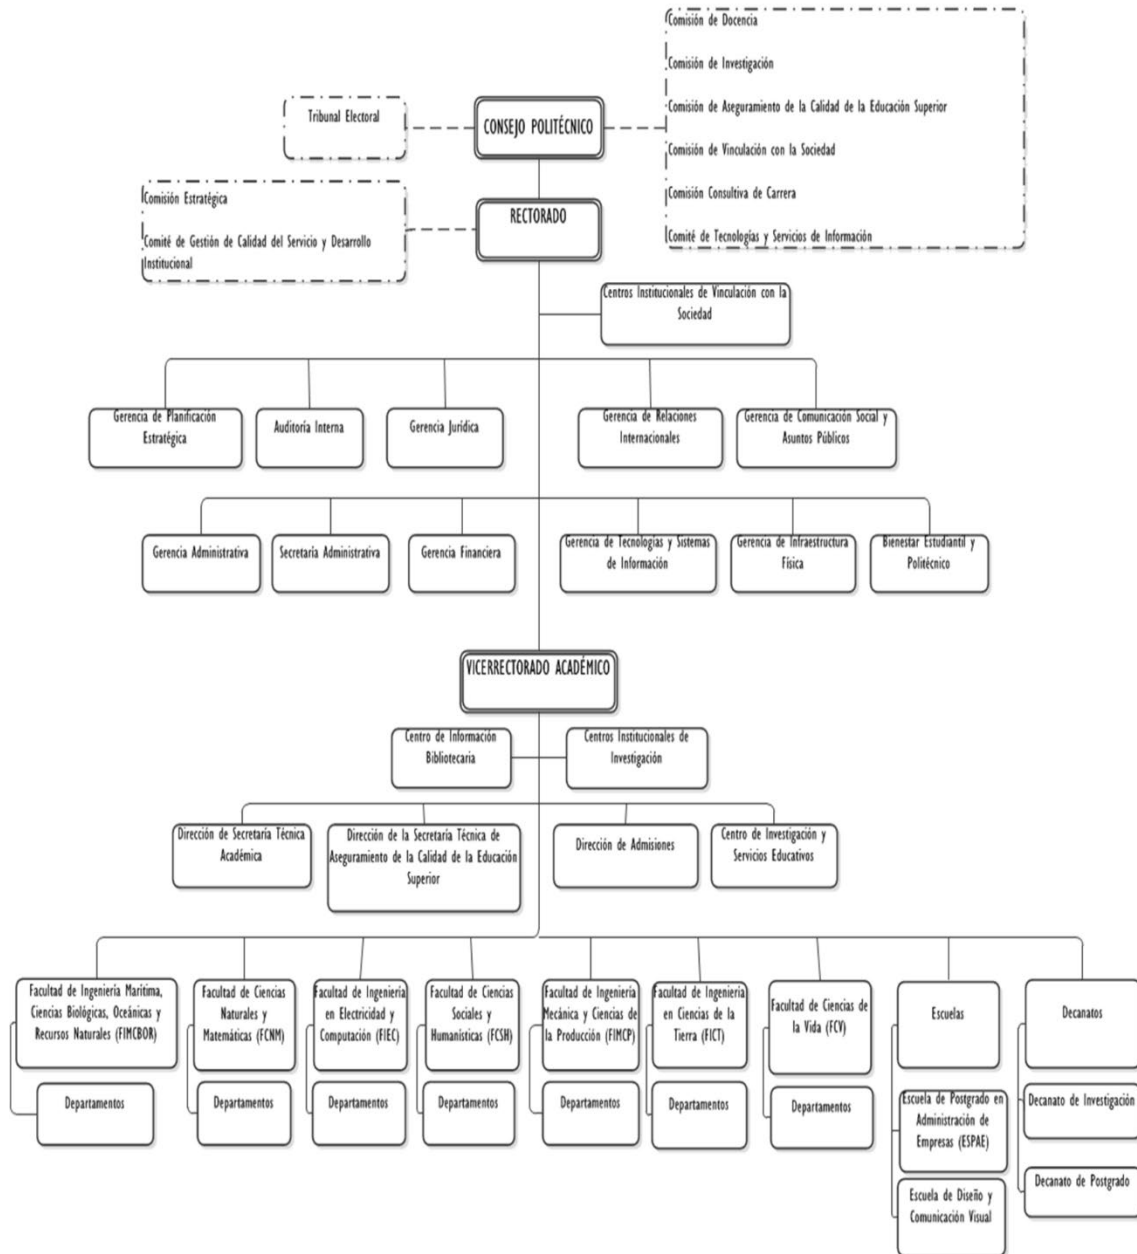 Comisión de Docencia
Comisión de Investigación
Comisión de Aseguramiento de la Calidad de la Educación Superior
Comisión de Vinculación con la Sociedad
Comisión Consultiva de Carrera
Comité de Tecnologías y Servicios de Información
Tribunal Electoral
CONSEJO POLITÉCNICO
Comisión Estratégica
Comité de Gestión de Calidad del Servicio y Desarrollo
Institucional
RECTORADO
Centros Institucionales de Vinculación con la
Sociedad
Gerencia de Planificación
Estratégica
Auditoría Interna
Gerencia Jurídica
Gerencia de Relaciones
Internacionales
Gerencia de Comunicación Social y
Asuntos Públicos
Gerencia Administrativa
Secretaría Administrativa
Gerencia Financiera
Gerencia de Tecnologías y Sistemas
de Información
Gerencia de Infraestructura
Física
Bienestar Estudiantil y
Politécnico
VICERRECTORADO ACADÉMICO
Centro de Información
Bibliotecaria
Centros Institucionales de
Investigación
Dirección de Secretaría Técnica
Académica
Dirección de la Secretaría Técnica de
Aseguramiento de la Calidad de la Educación
Superior
Dirección de Admisiones
Centro de Investigación y
Servicios Educativos
Facultad de Ingeniería Marítima,
Ciencias Biológicas, Oceánicas y
Recursos Naturales (FIMCBOR)
Facultad de Ciencias
Naturales y
Matemáticas (FCNM)
Facultad de Ingeniería
en Electricidad y
Computación (FIEC)
Facultad de Ciencias
Sociales y
Humanísticas (FCSH)
Facultad de Ingeniería
Mecánica y Ciencias de
la Producción (FIMCP)
Facultad de Ingeniería
en Ciencias de la
Tierra (FICT)
Facultad de Ciencias de
la Vida (FCV)
Escuelas
Decanatos
Departamentos
Departamentos
Departamentos
Departamentos
Departamentos
Departamentos
Departamentos
Escuela de Postgrado en
Administración de
Empresas (ESPAE)
Decanato de Investigación
Escuela de Diseño y
Comunicación Visual
Decanato de Postgrado